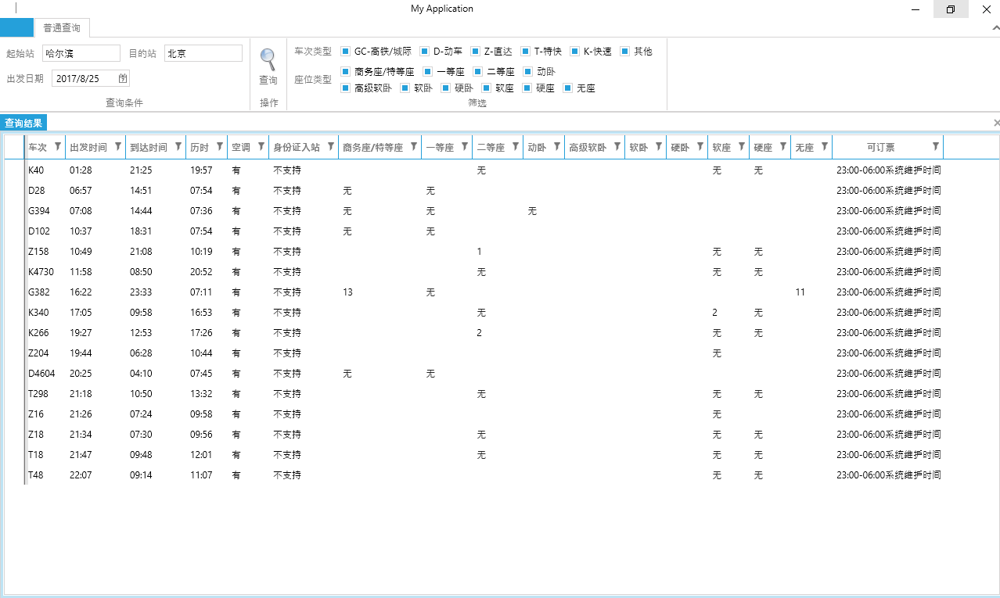 My Application
普通查询
起始站 哈尔滨 目的站 北京
出发日期 2017/8/25
查询条件
查询
操作
车次类型 GC-高铁/城际 D-动车 Z-直达 T-特快 K-快速 其他
座位类型 商务座/特等座 一等座 二等座 动卧
高级软卧 软卧 硬卧 软座 硬座 无座
筛选
查询结果
车次 出发时间 到达时间 历时 空调 身份证入站 商务座/特等座 一等座 二等座 动卧 高级软卧 软卧 硬卧 软座 硬座 无座 可订票
K40 01:28 21:25 19:57 有 不支持 无 无 无 23:00-06:00系统维护时间
D28 06:57 14:51 07:54 有 不支持 无 无 23:00-06:00系统维护时间
G394 07:08 14:44 07:36 有 不支持 无 无 无 23:00-06:00系统维护时间
D102 10:37 18:31 07:54 有 不支持 无 无 23:00-06:00系统维护时间
Z158 10:49 21:08 10:19 有 不支持 1 无 无 23:00-06:00系统维护时间
K4730 11:58 08:50 20:52 有 不支持 无 无 无 23:00-06:00系统维护时间
G382 16:22 23:33 07:11 有 不支持 13 无 11 23:00-06:00系统维护时间
K340 17:05 09:58 16:53 有 不支持 无 2 无 23:00-06:00系统维护时间
K266 19:27 12:53 17:26 有 不支持 2 无 无 23:00-06:00系统维护时间
Z204 19:44 06:28 10:44 有 不支持 无 23:00-06:00系统维护时间
D4604 20:25 04:10 07:45 有 不支持 无 无 23:00-06:00系统维护时间
T298 21:18 10:50 13:32 有 不支持 无 无 无 23:00-06:00系统维护时间
Z16 21:26 07:24 09:58 有 不支持 无 23:00-06:00系统维护时间
Z18 21:34 07:30 09:56 有 不支持 无 无 无 23:00-06:00系统维护时间
T18 21:47 09:48 12:01 有 不支持 无 无 无 23:00-06:00系统维护时间
T48 22:07 09:14 11:07 有 不支持 无 无 23:00-06:00系统维护时间